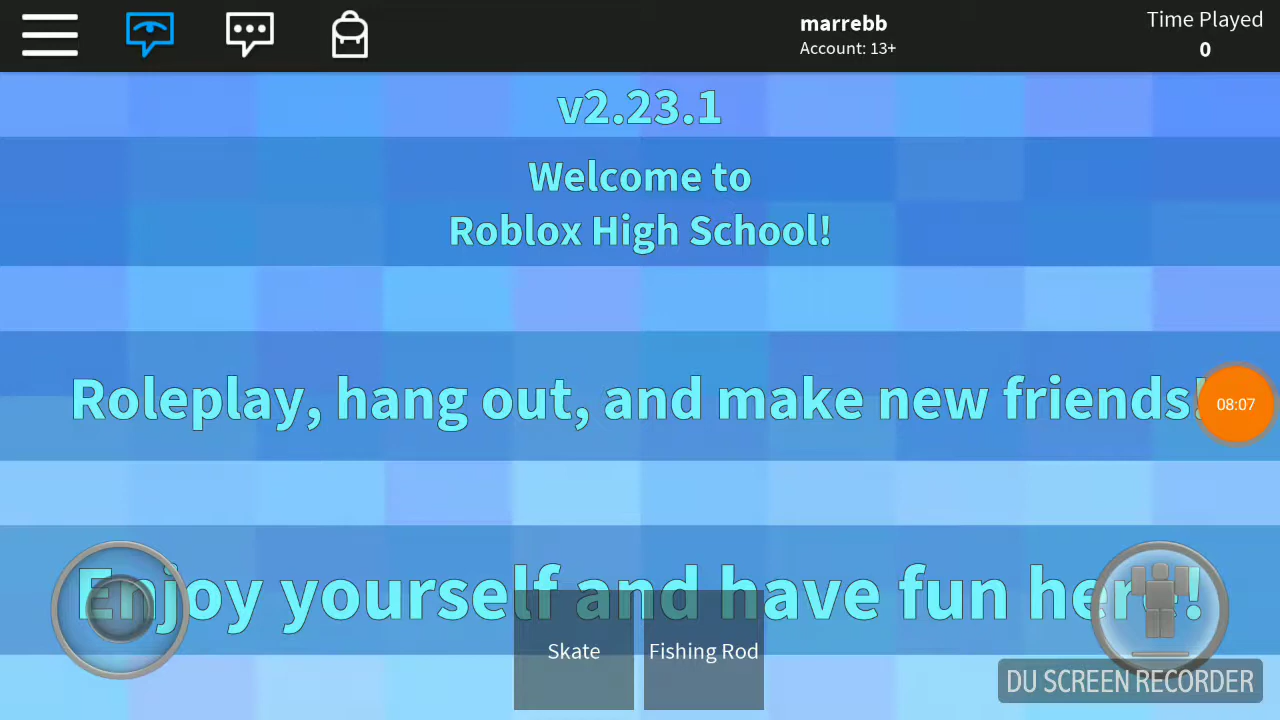 marrebb
Account: 13+
Time Played
0
v2.23.1
Welcome to
Roblox High School!
Roleplay, hang out, and make new friends!
08:07
Enjoy yourself and have fun here!
Skate
Fishing Rod
DU SCREEN RECORDER